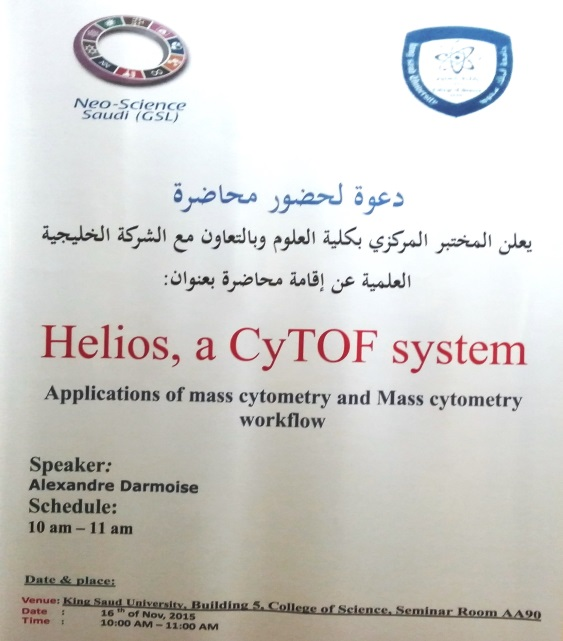 Neo-Science
Saudi (GSL)
دعوة لحضور محاضرة
يعلن المختبر المركزي بكلية العلوم وبالتعاون مع الشركة الخليجية
العلمية عن إقامة محاضرة بعنوان:
Helios, a CyTOF system
Applications of mass cytometry and Mass cytometry
workflow
Speaker:
Alexandre Darmoise
Schedule:
10 am – 11 am
Date & place:
Venue: King Saud University, Building 5, College of Science, Seminar Room AA90
Date : 16 th of Nov, 2015
Time : 10:00 AM – 11:00 AM